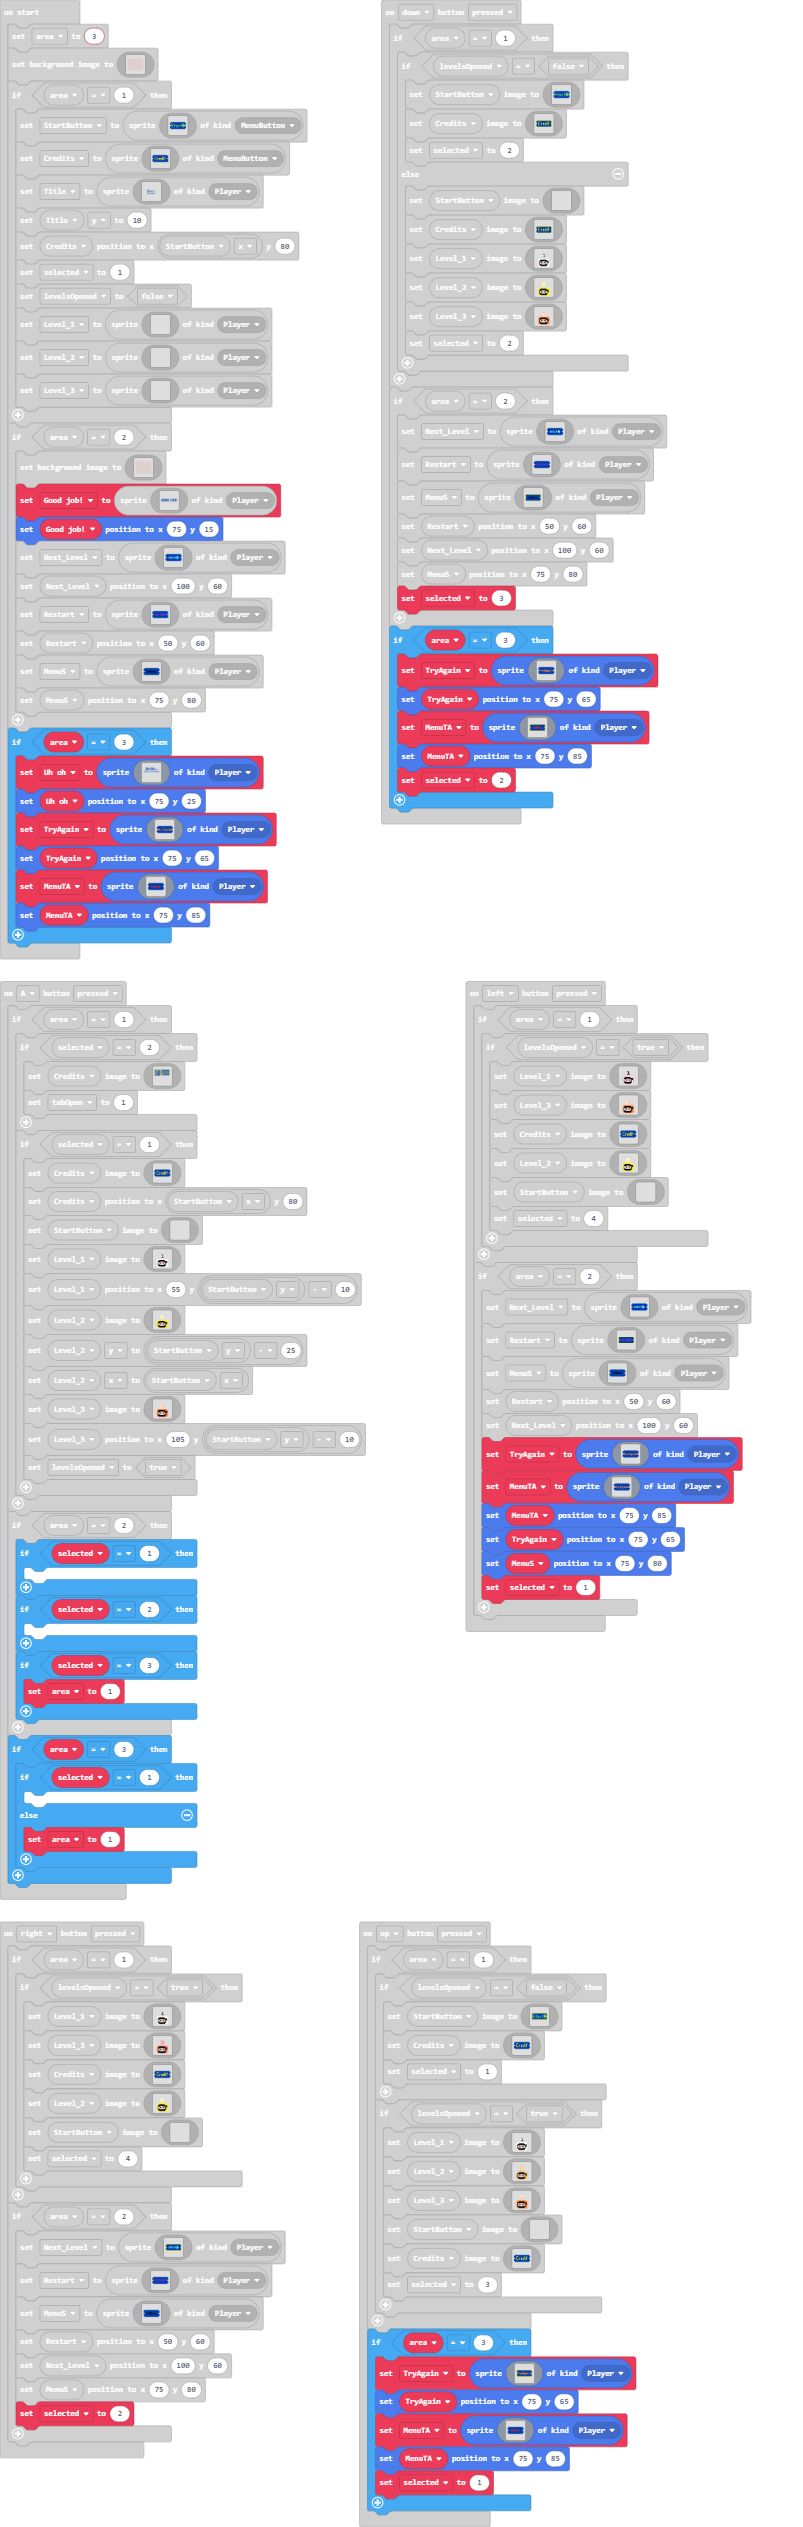 on start
set area to 3
set background image to
if area = 1 then
set StartButton to sprite of kind MenuButton
set Credits to sprite of kind MenuButton
set Title to sprite of kind Player
set Title y to 10
set Credits position to x StartButton x y 80
set selected to 1
set levelsOpened to false
set Level_1 to sprite of kind Player
set Level_2 to sprite of kind Player
set Level_3 to sprite of kind Player
if area = 2 then
set background image to
set Good job! to sprite of kind Player
set Good job! position to x 75 y 15
set Next_Level to sprite of kind Player
set Next_Level position to x 100 y 60
set Restart to sprite of kind Player
set Restart position to x 50 y 60
set MenuS to sprite of kind Player
set MenuS position to x 75 y 80
if area = 3 then
set Uh oh to sprite of kind Player
set Uh oh position to x 75 y 25
set TryAgain to sprite of kind Player
set TryAgain position to x 75 y 65
set MenuTA to sprite of kind Player
set MenuTA position to x 75 y 85
on down button pressed
if area = 1 then
if levelsOpened = false then
set StartButton image to
set Credits image to
set selected to 2
else
set StartButton image to
set Credits image to
set Level_1 image to
set Level_2 image to
set Level_3 image to
set selected to 2
if area = 2 then
set Next_Level to sprite of kind Player
set Restart to sprite of kind Player
set MenuS to sprite of kind Player
set Restart position to x 50 y 60
set Next_Level position to x 100 y 60
set MenuS position to x 75 y 80
set selected to 3
if area = 3 then
set TryAgain to sprite of kind Player
set TryAgain position to x 75 y 65
set MenuTA to sprite of kind Player
set MenuTA position to x 75 y 85
set selected to 2
on A button pressed
if area = 1 then
if selected = 2 then
set Credits image to
set tabOpen to 1
if selected = 1 then
set Credits image to
set Credits position to x StartButton x y 80
set StartButton image to
set Level_1 image to
set Level_1 position to x 55 y StartButton y - 10
set Level_2 image to
set Level_2 y to StartButton y - 25
set Level_2 x to StartButton x
set Level_3 image to
set Level_3 position to x 105 y StartButton y - 10
set levelsOpened to true
if area = 2 then
if selected = 1 then
if selected = 2 then
if selected = 3 then
set area to 1
if area = 3 then
if selected = 1 then
else
set area to 1
on left button pressed
if area = 1 then
if levelsOpened = true then
set Level_1 image to
set Level_3 image to
set Credits image to
set Level_2 image to
set StartButton image to
set selected to 4
if area = 2 then
set Next_Level to sprite of kind Player
set Restart to sprite of kind Player
set MenuS to sprite of kind Player
set Restart position to x 50 y 60
set Next_Level position to x 100 y 60
set TryAgain to sprite of kind Player
set MenuTA to sprite of kind Player
set MenuTA position to x 75 y 85
set TryAgain position to x 75 y 65
set MenuS position to x 75 y 80
set selected to 1
on right button pressed
if area = 1 then
if levelsOpened = true then
set Level_1 image to
set Level_3 image to
set Credits image to
set Level_2 image to
set StartButton image to
set selected to 4
if area = 2 then
set Next_Level to sprite of kind Player
set Restart to sprite of kind Player
set MenuS to sprite of kind Player
set Restart position to x 50 y 60
set Next_Level position to x 100 y 60
set MenuS position to x 75 y 80
set selected to 2
on up button pressed
if area = 1 then
if levelsOpened = false then
set StartButton image to
set Credits image to
set selected to 1
if levelsOpened = true then
set Level_1 image to
set Level_2 image to
set Level_3 image to
set StartButton image to
set Credits image to
set selected to 3
if area = 3 then
set TryAgain to sprite of kind Player
set TryAgain position to x 75 y 65
set MenuTA to sprite of kind Player
set MenuTA position to x 75 y 85
set selected to 1